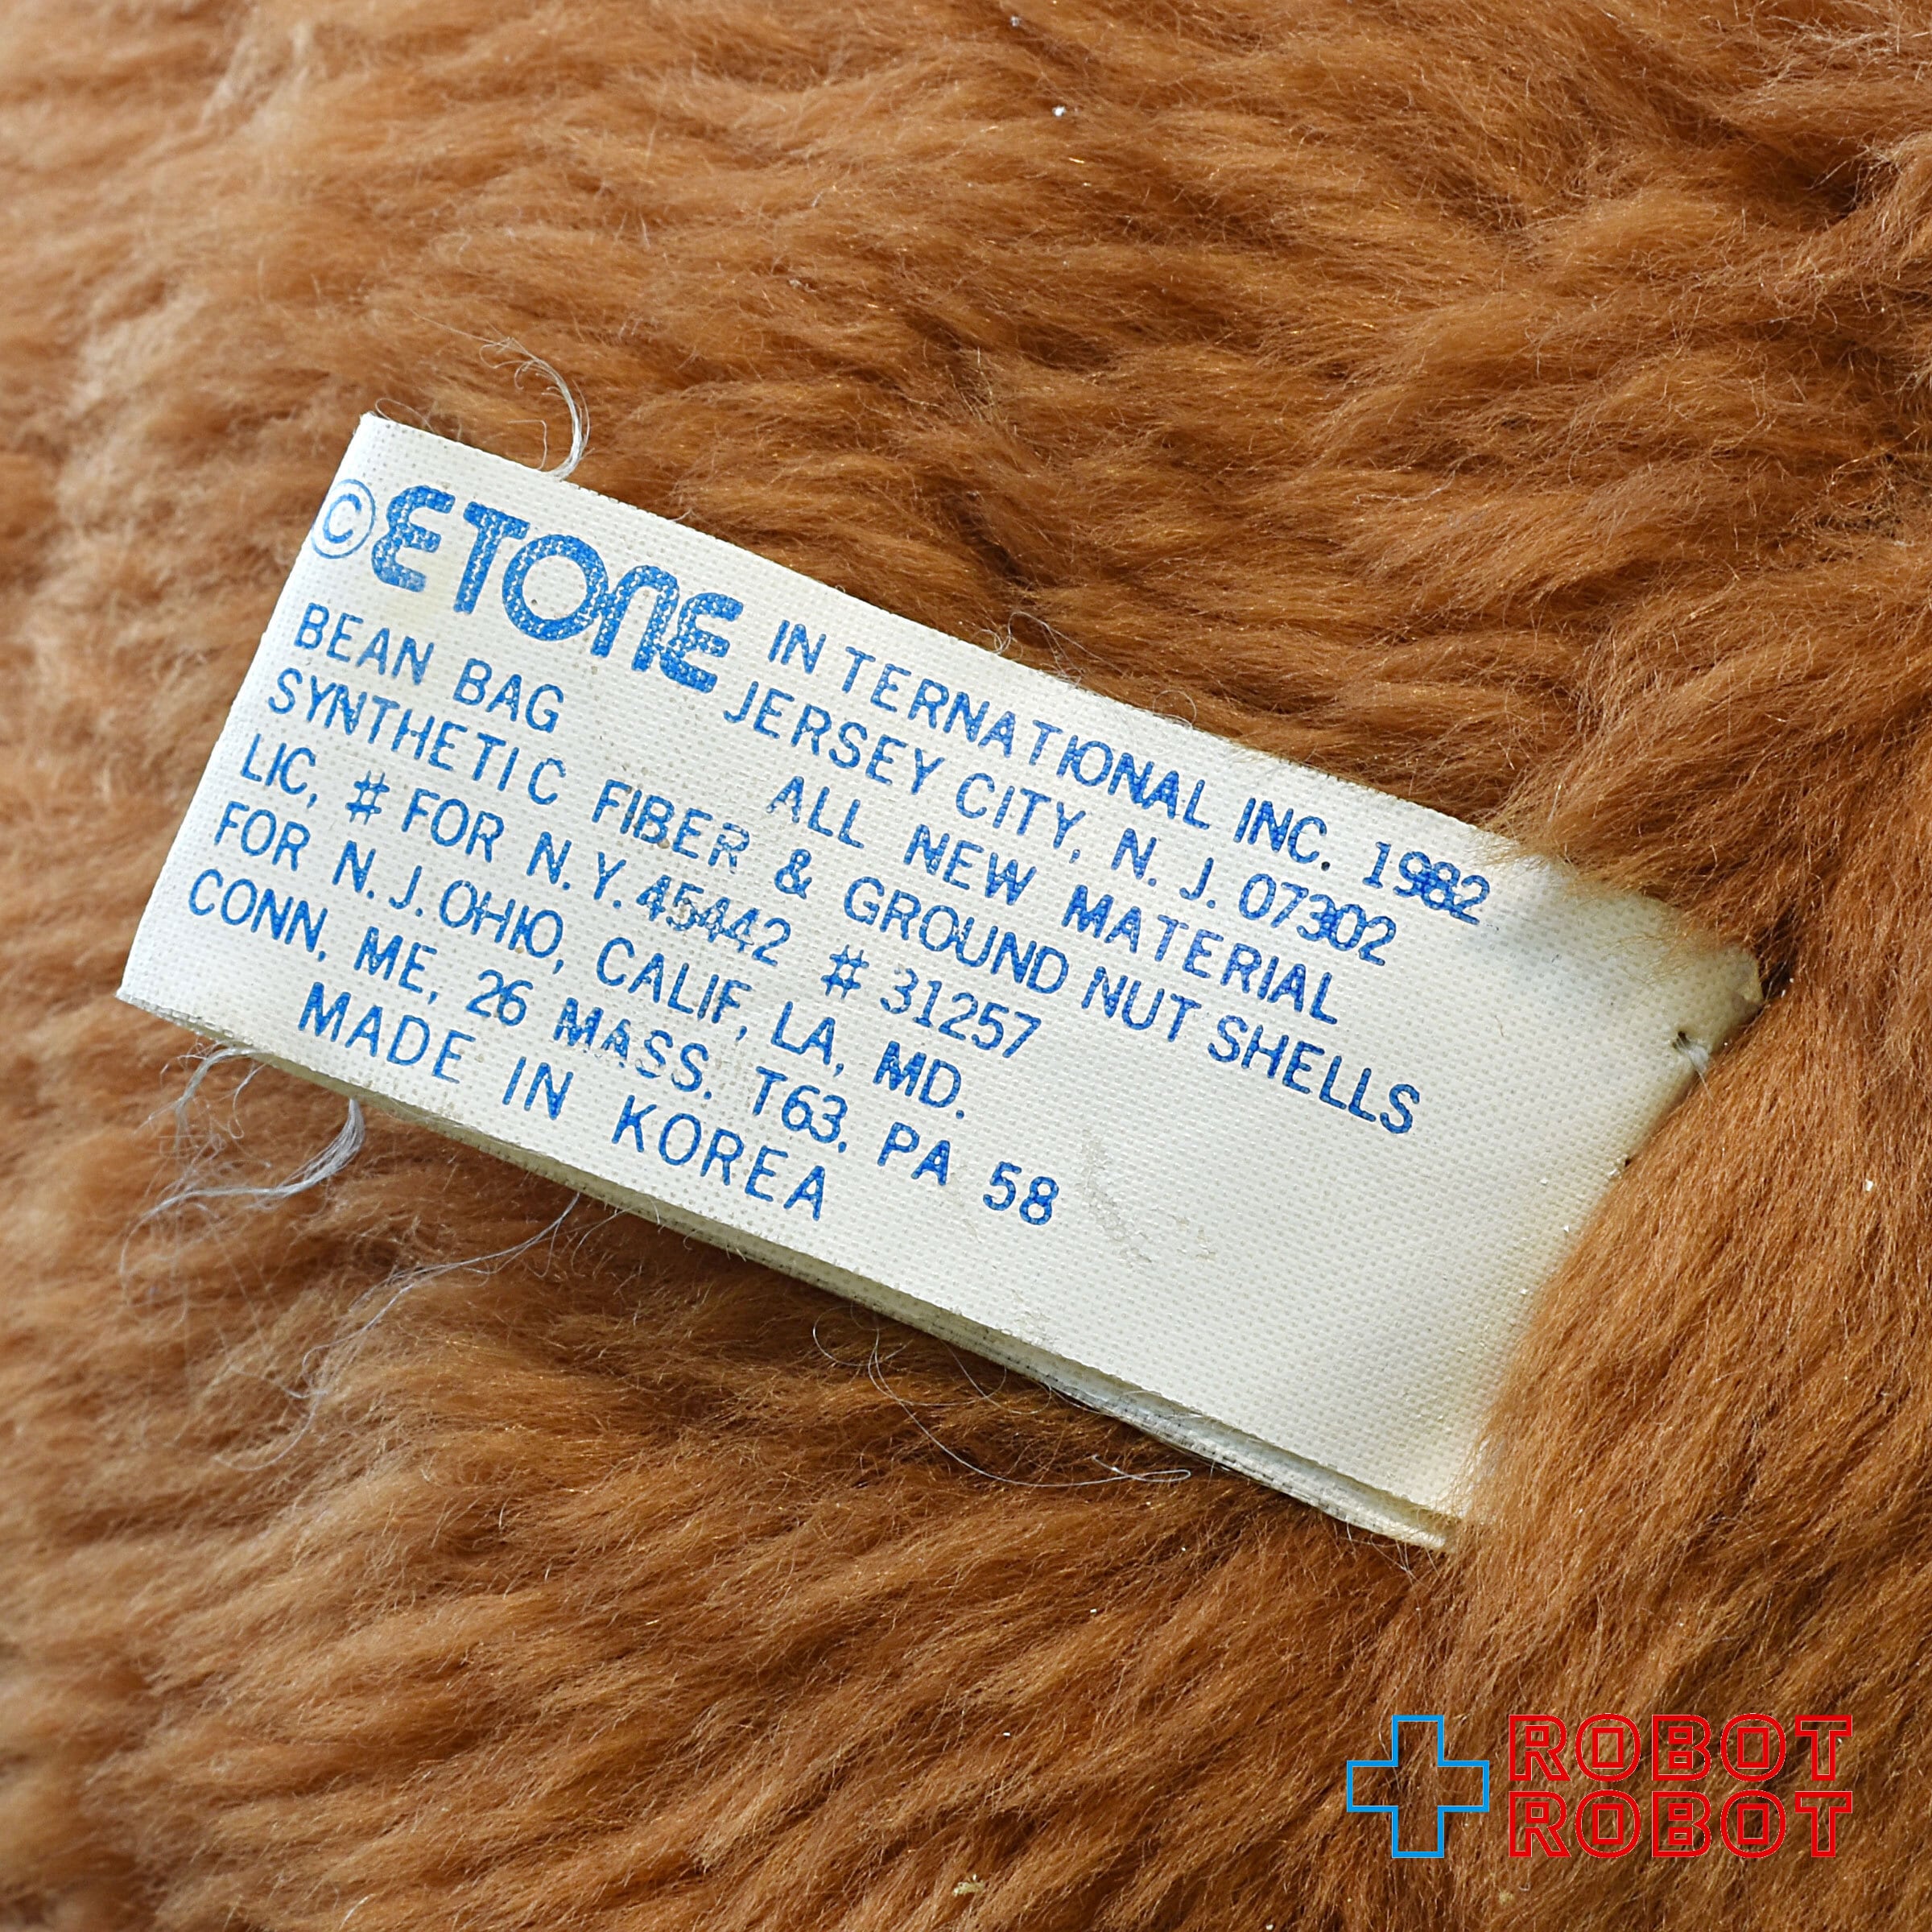 © ETONE INTERNATIONAL INC. 1982
JERSEY CITY, N. J. 07302
BEAN BAG ALL NEW MATERIAL
SYNTHETIC FIBER & GROUND NUT SHELLS
LIC, # FOR N.Y. 45442 # 31257
FOR N.J. OHIO, CALIF, LA, MD.
CONN, ME, 26 MASS. T63, PA 58
MADE IN KOREA
ROBOT
ROBOT